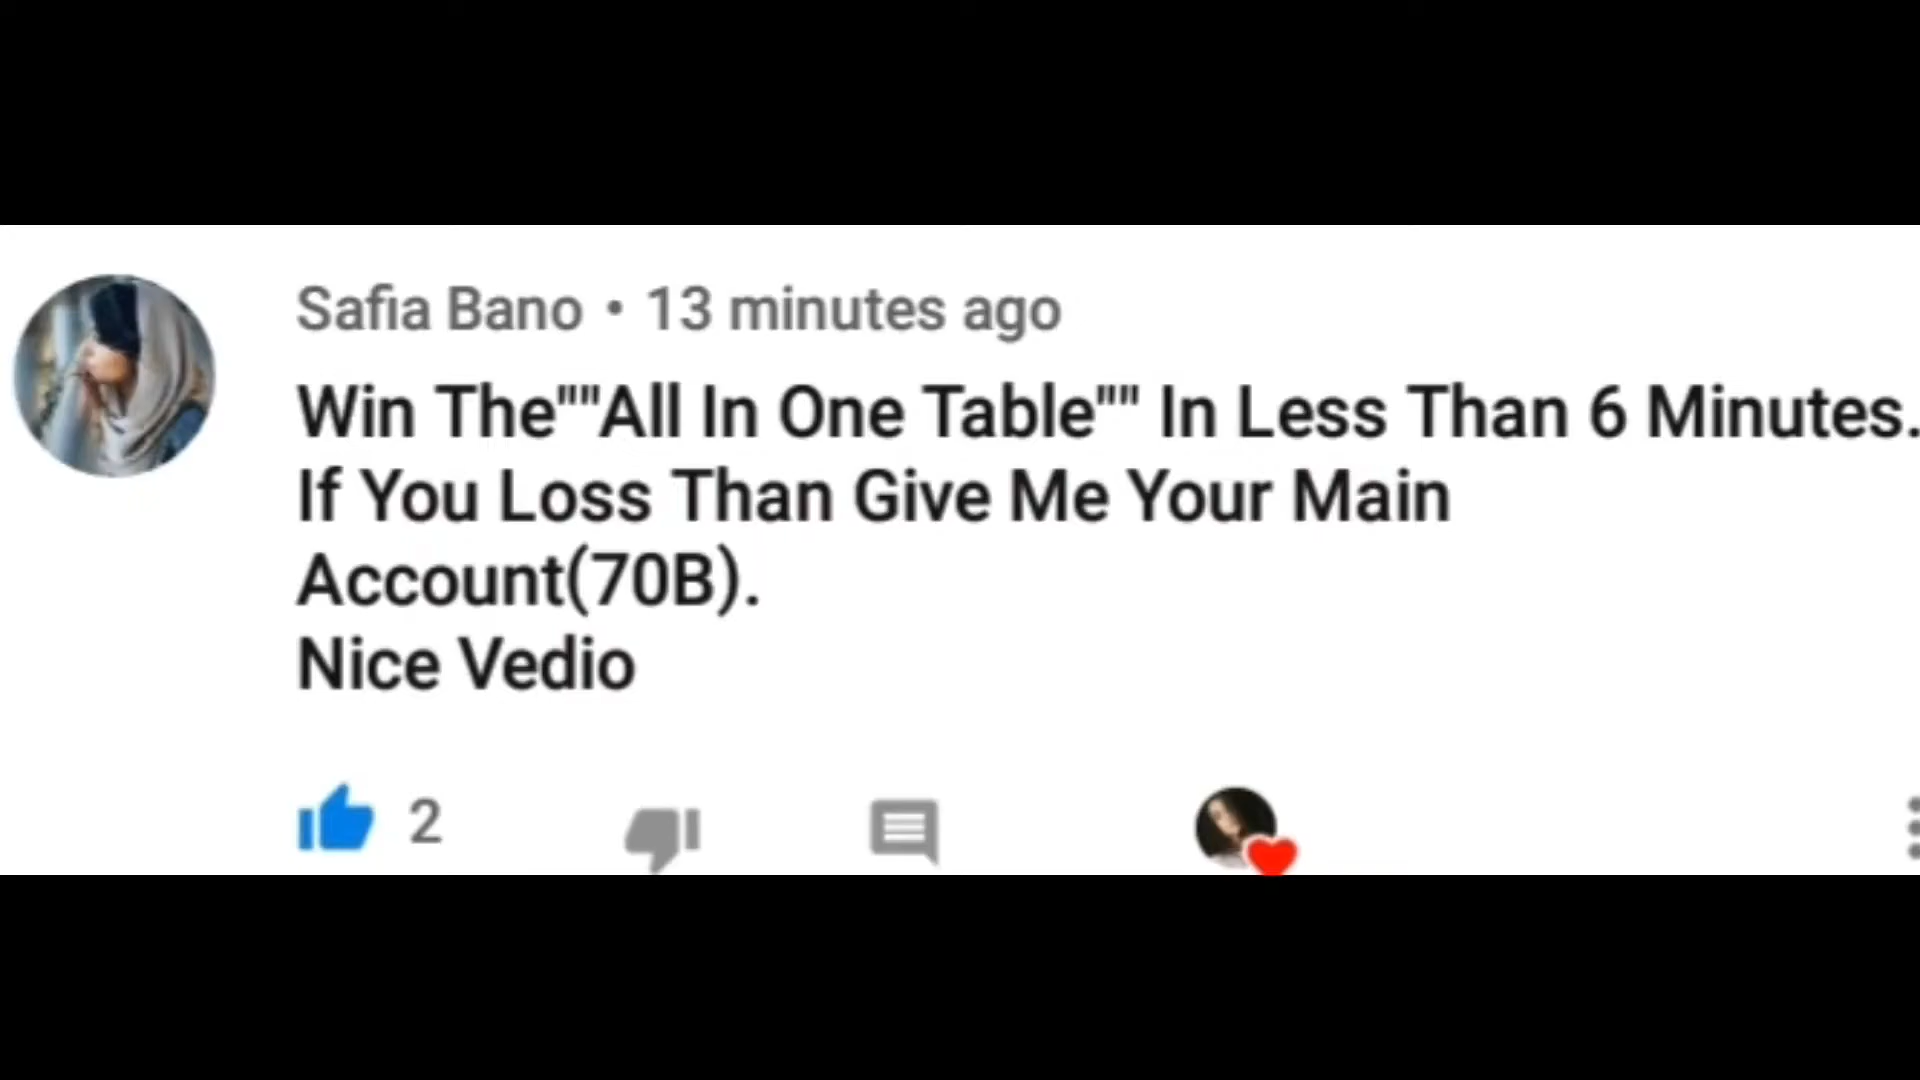 Safia Bano • 13 minutes ago
Win The""All In One Table"" In Less Than 6 Minutes.
If You Loss Than Give Me Your Main
Account(70B).
Nice Vedio
2